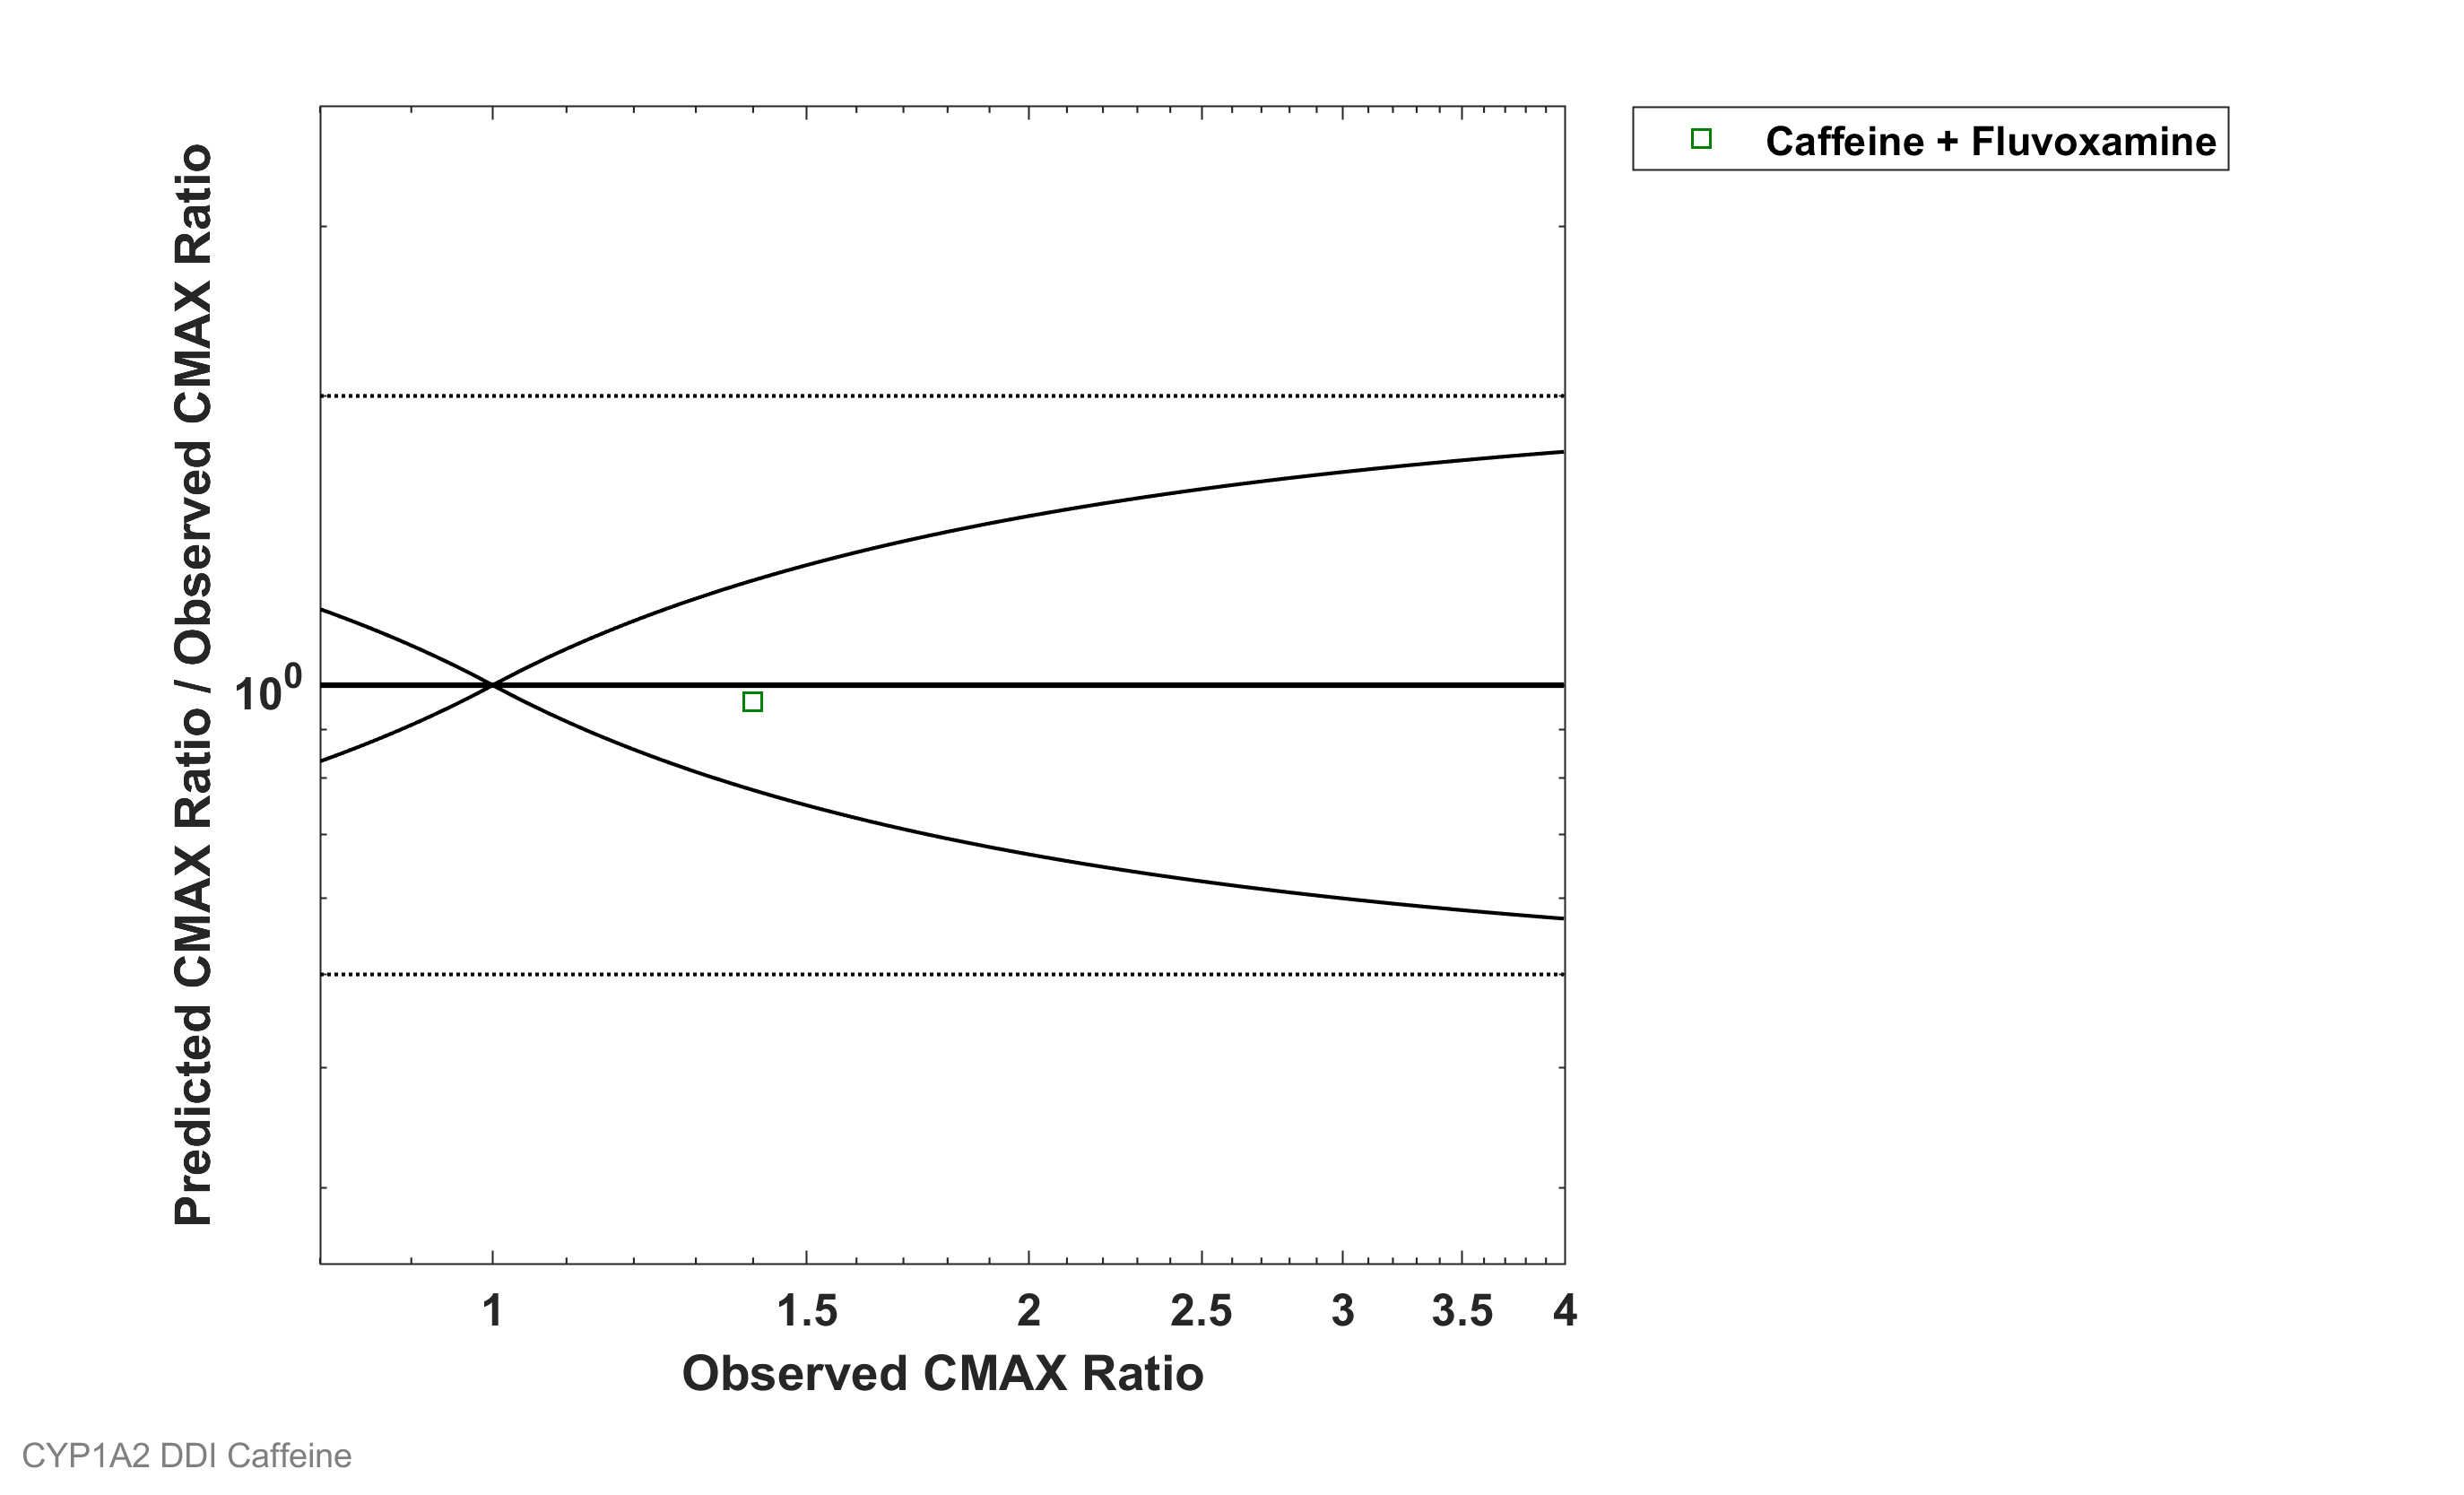 Caffeine + Fluvoxamine
Predicted CMAX Ratio / Observed CMAX Ratio
10^0
1 1.5 2 2.5 3 3.5 4
Observed CMAX Ratio
CYP1A2 DDI Caffeine